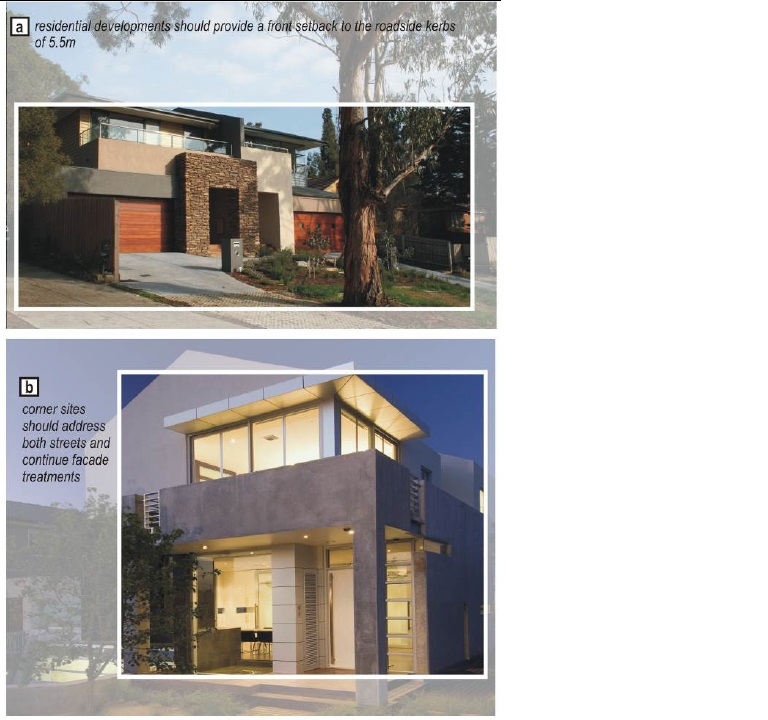 a
residential developments should provide a front setback to the roadside kerbs
of 5.5m
b
corner sites
should address
both streets and
continue facade
treatments